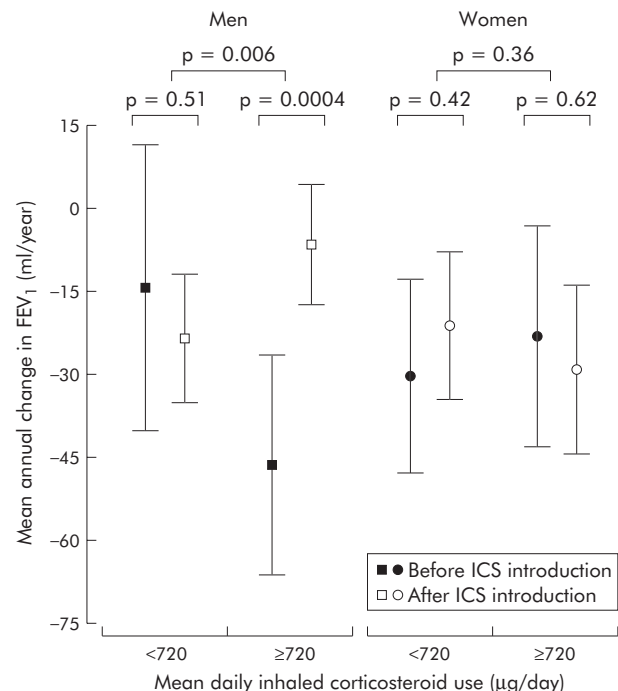 Men Women
p = 0.006 p = 0.36
p = 0.51 p = 0.0004 p = 0.42 p = 0.62
15
0
–15
–30
–45
–60
–75
Mean annual change in FEV1 (ml/year)
Before ICS introduction
After ICS introduction
<720 ≥720 <720 ≥720
Mean daily inhaled corticosteroid use (µg/day)